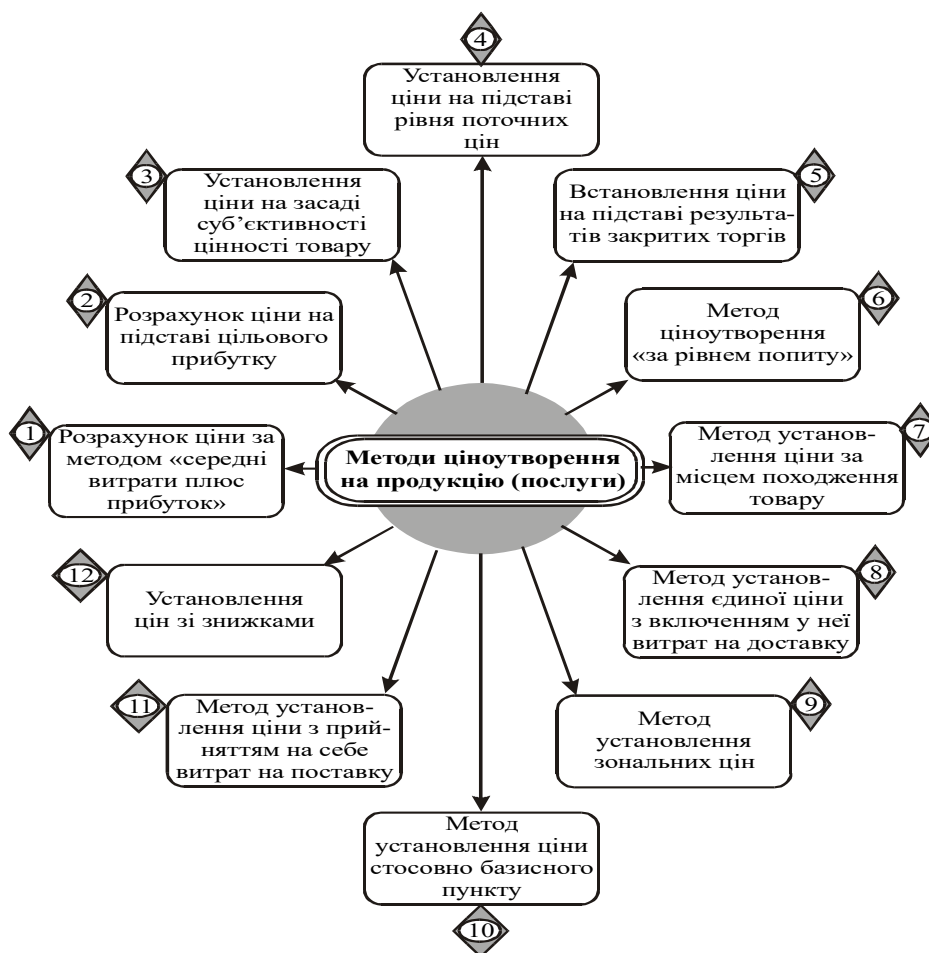 4
Установлення
ціни на підставі
рівня поточних
цін
3
Установлення
ціни на засаді
суб’єктивності
цінності товару
5
Встановлення ціни
на підставі результа-
тів закритих торгів
2
Розрахунок ціни на
підставі цільового
прибутку
6
Метод
ціноутворення
«за рівнем попиту»
1
Розрахунок ціни за
методом «середні
витрати плюс
прибуток»
Методи ціноутворення
на продукцію (послуги)
7
Метод установ-
лення ціни за
місцем походження
товару
12
Установлення
цін зі знижками
8
Метод установ-
лення єдиної ціни
з включенням у неї
витрат на доставку
11
Метод установ-
лення ціни з прий-
няттям на себе
витрат на поставку
9
Метод
установлення
зональних цін
Метод
установлення ціни
стосовно базисного
пункту
10